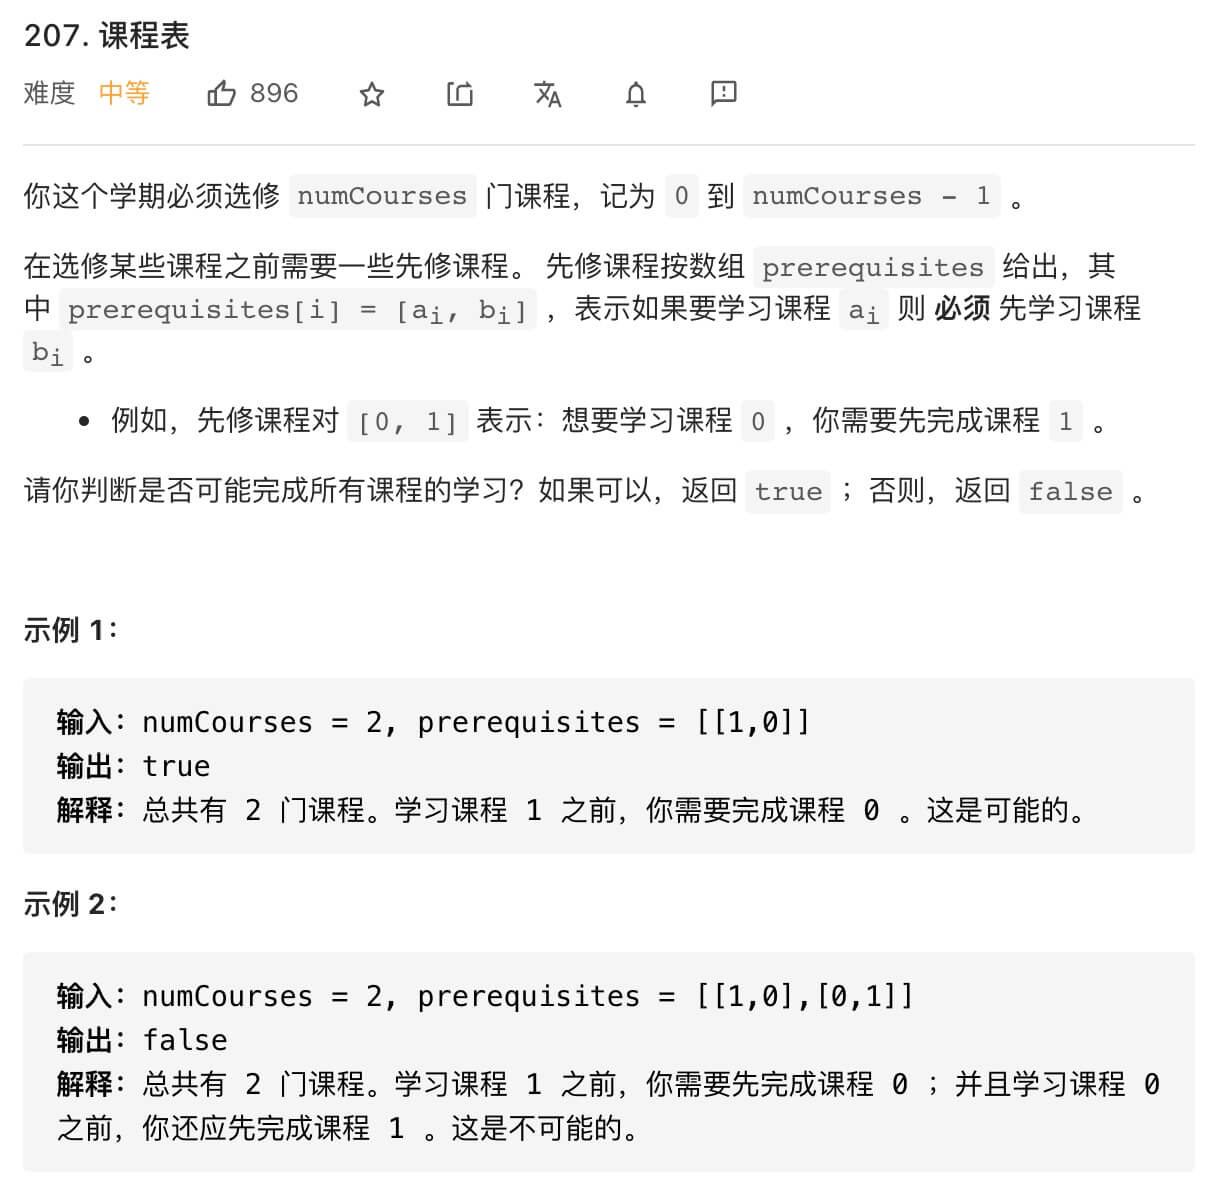 207. 课程表
难度 中等 896
你这个学期必须选修 numCourses 门课程，记为 0 到 numCourses - 1 。
在选修某些课程之前需要一些先修课程。 先修课程按数组 prerequisites 给出，其
中 prerequisites[i] = [ai, bi] ，表示如果要学习课程 ai 则 必须 先学习课程
bi 。
• 例如，先修课程对 [0, 1] 表示：想要学习课程 0 ，你需要先完成课程 1 。
请你判断是否可能完成所有课程的学习？如果可以，返回 true ；否则，返回 false 。
示例 1：
输入：numCourses = 2, prerequisites = [[1,0]]
输出：true
解释：总共有 2 门课程。学习课程 1 之前，你需要完成课程 0 。这是可能的。
示例 2：
输入：numCourses = 2, prerequisites = [[1,0],[0,1]]
输出：false
解释：总共有 2 门课程。学习课程 1 之前，你需要先完成课程 0 ；并且学习课程 0
之前，你还应先完成课程 1 。这是不可能的。